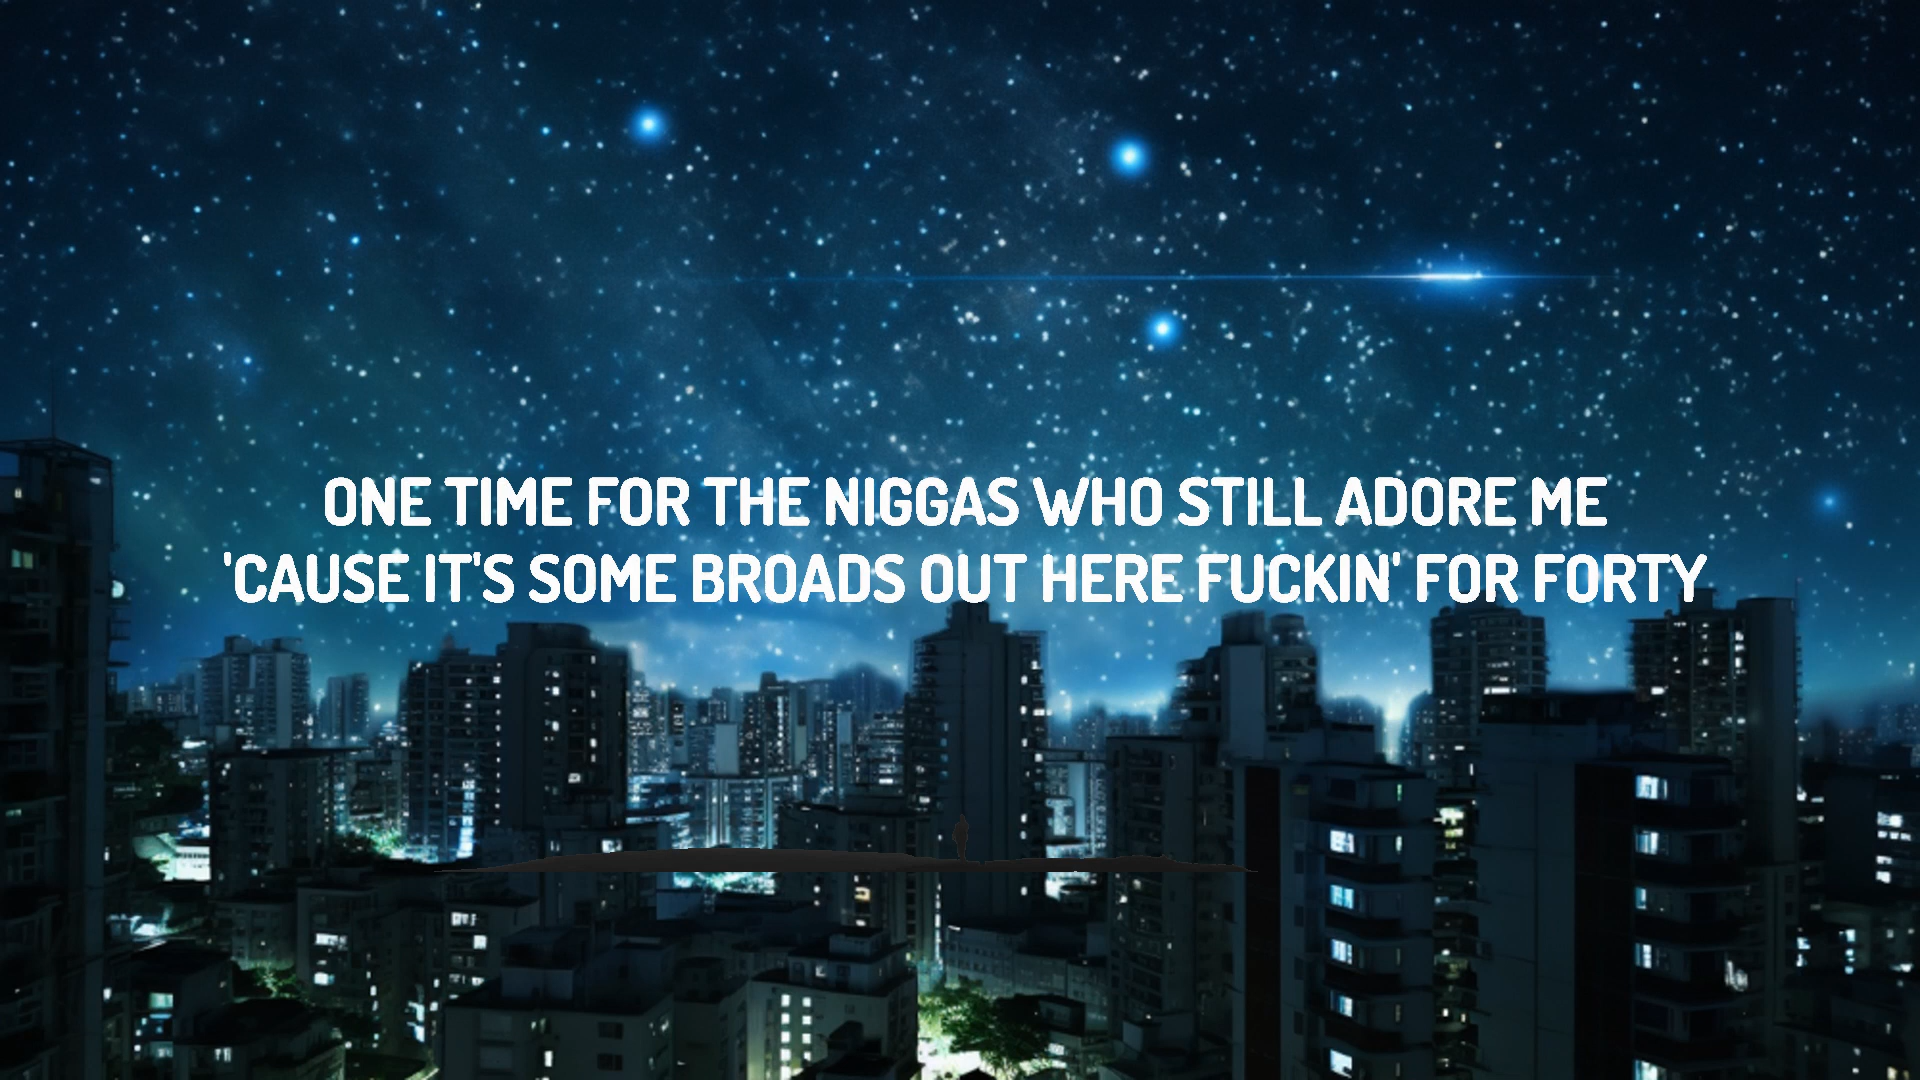 ONE TIME FOR THE NIGGAS WHO STILL ADORE ME
'CAUSE IT'S SOME BROADS OUT HERE FUCKIN' FOR FORTY